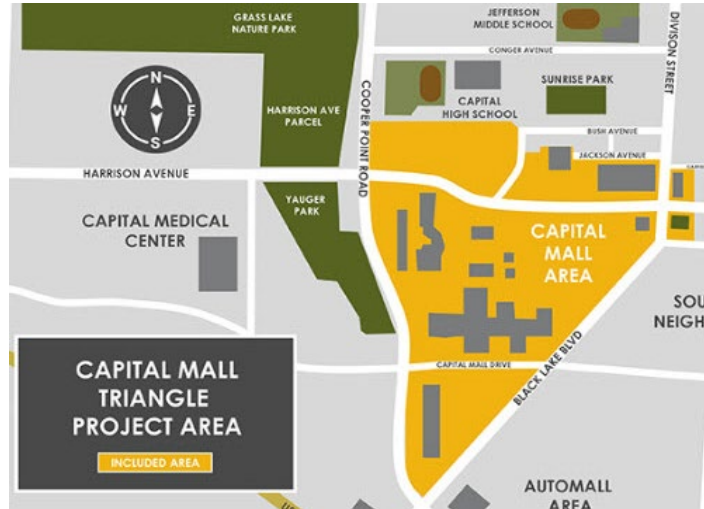 GRASS LAKE
NATURE PARK
JEFFERSON
MIDDLE SCHOOL
DIVISON STREET
CONGER AVENUE
N
W
E
S
COOPER POINT ROAD
SUNRISE PARK
CAPITAL
HIGH SCHOOL
HARRISON AVE
PARCEL
BUSH AVENUE
JACKSON AVENUE
HARRISON AVENUE
YAUGER
PARK
CAPITAL MEDICAL
CENTER
CAPITAL
MALL
AREA
SOU
NEIGH
CAPITAL MALL DRIVE
BLACK LAKE BLVD
CAPITAL MALL
TRIANGLE
PROJECT AREA
INCLUDED AREA
AUTOMALL
AREA